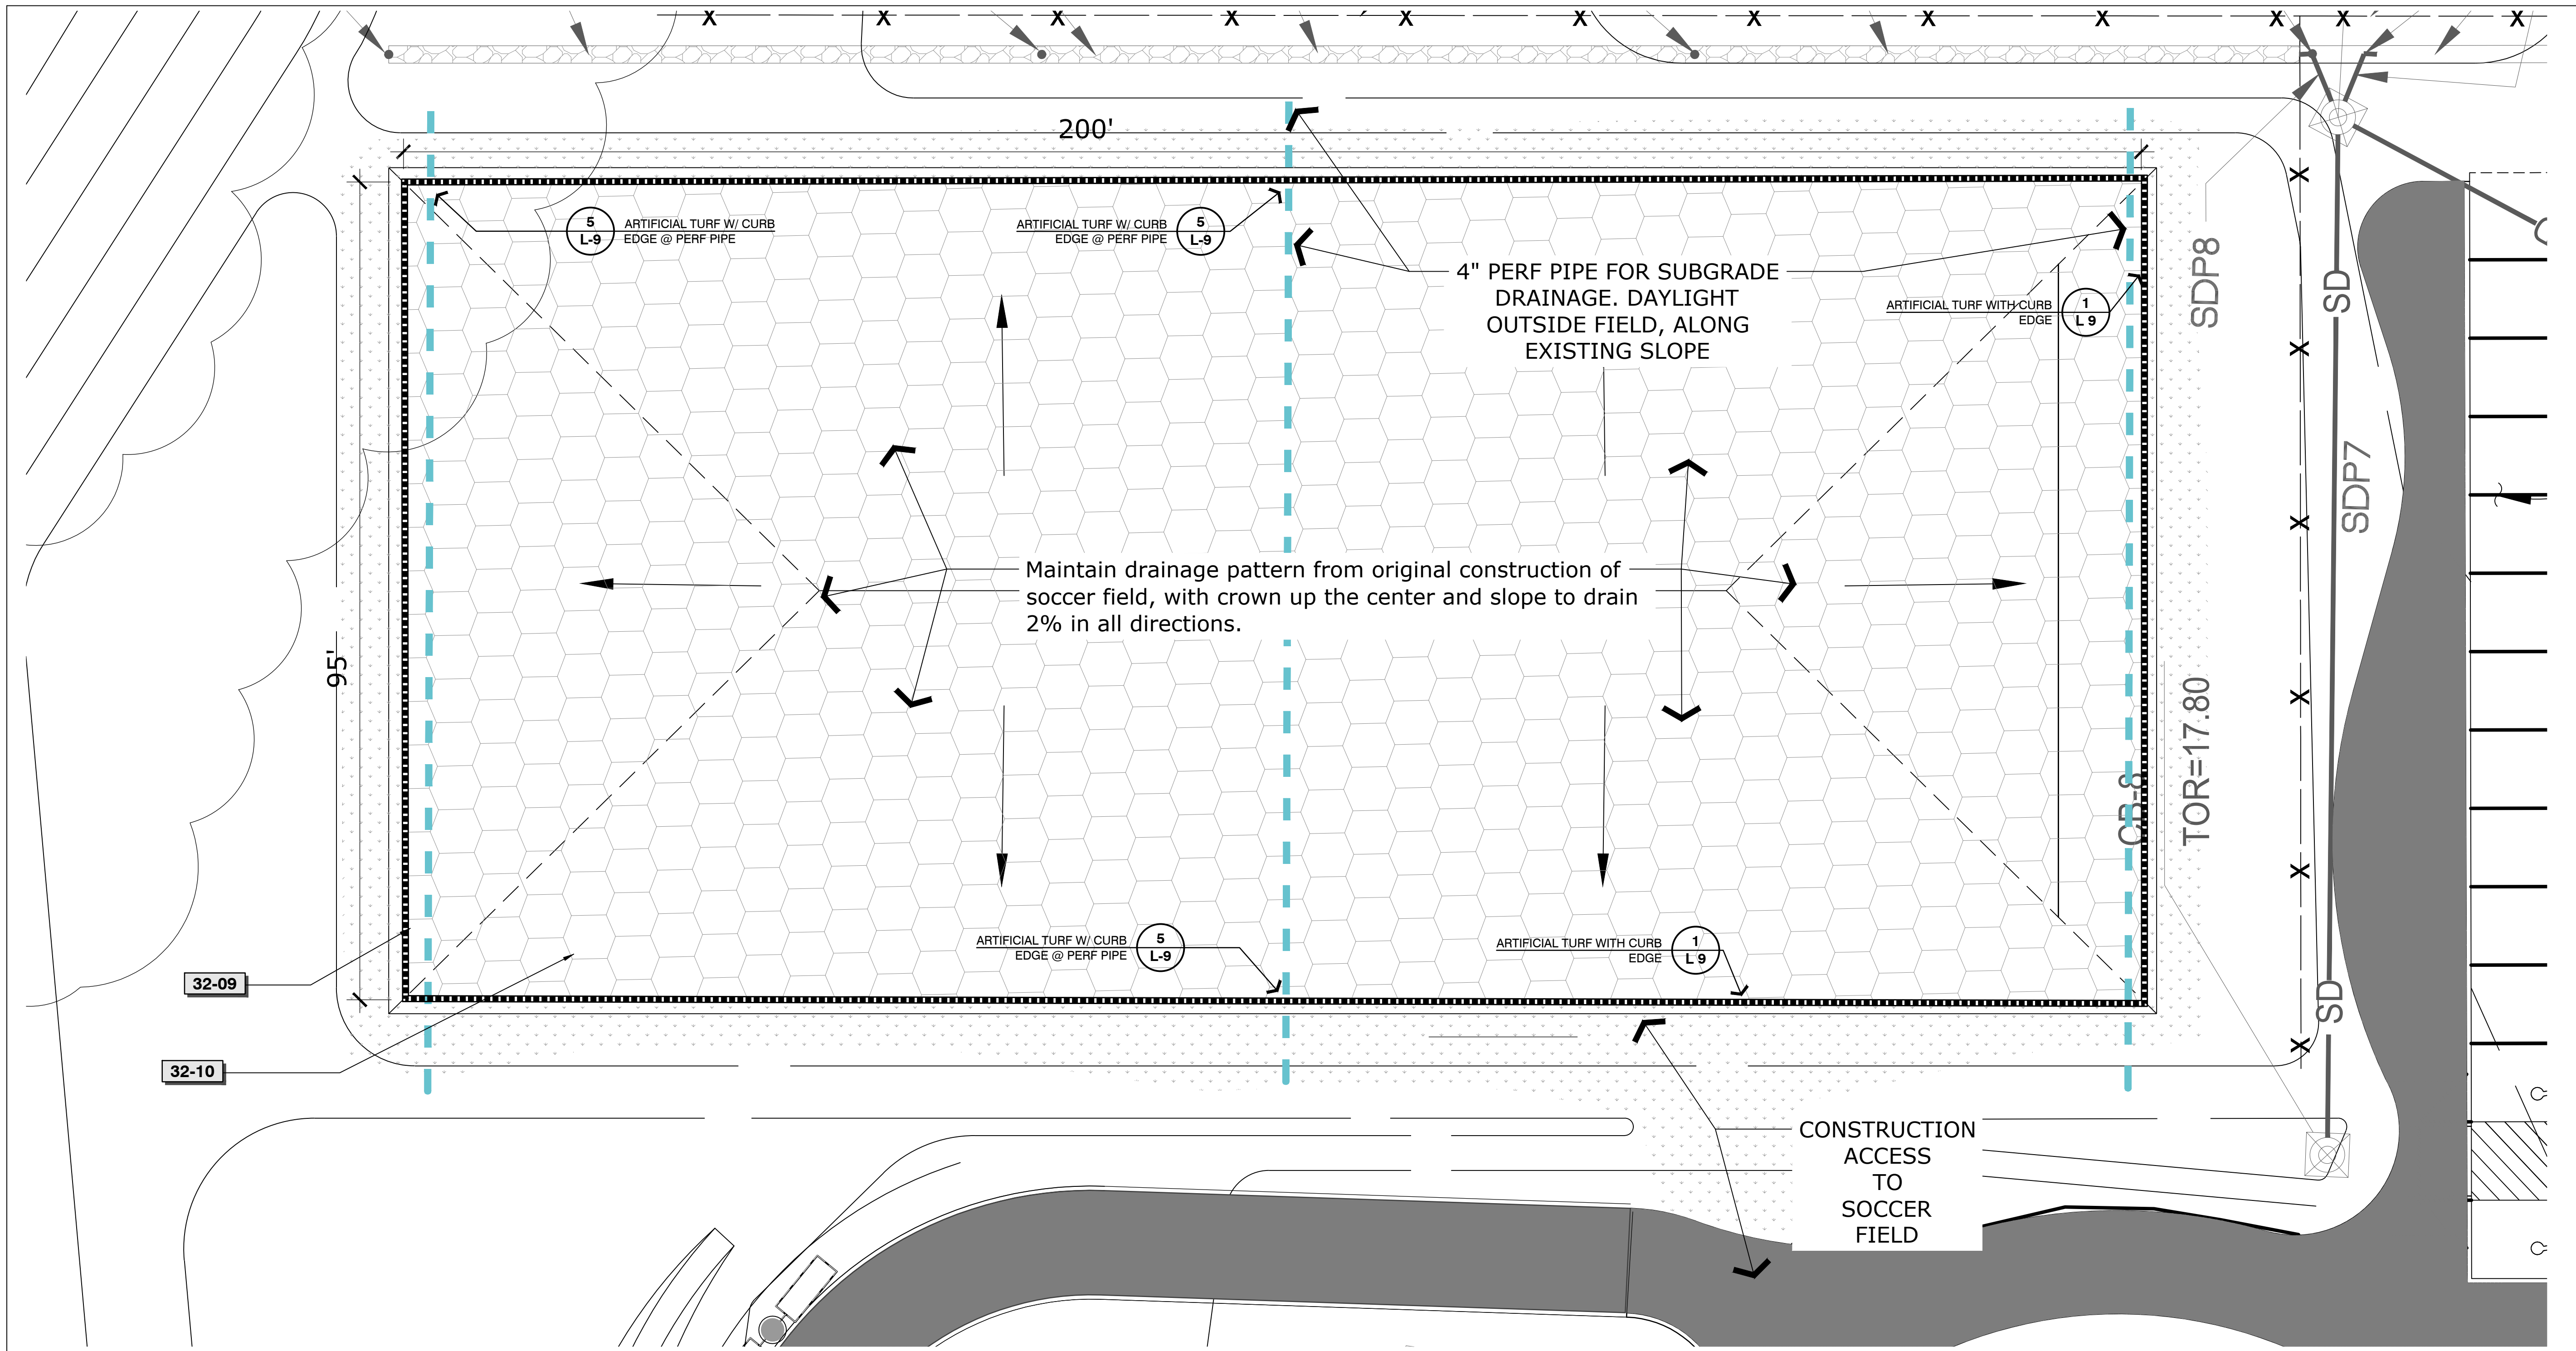 X X X X X X X X X X X
200'
5
L-9
ARTIFICIAL TURF W/ CURB
EDGE @ PERF PIPE
ARTIFICIAL TURF W/ CURB
EDGE @ PERF PIPE
5
L-9
4" PERF PIPE FOR SUBGRADE
DRAINAGE. DAYLIGHT
OUTSIDE FIELD, ALONG
EXISTING SLOPE
ARTIFICIAL TURF WITH CURB
EDGE
1
L 9
SDP8
SD
X
X
X
X
X
X
SDP7
Maintain drainage pattern from original construction of
soccer field, with crown up the center and slope to drain
2% in all directions.
95'
CB-8
TOR=17.80
ARTIFICIAL TURF W/ CURB
EDGE @ PERF PIPE
5
L-9
ARTIFICIAL TURF WITH CURB
EDGE
1
L 9
32-09
SD
32-10
CONSTRUCTION
ACCESS
TO
SOCCER
FIELD